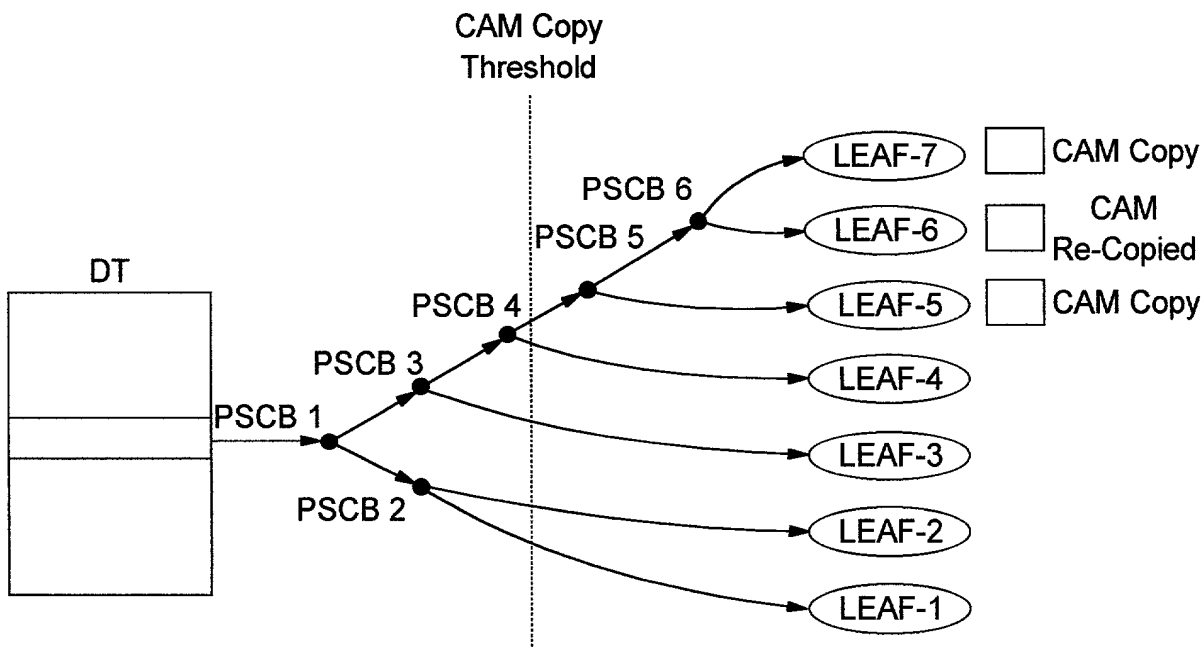 CAM Copy
Threshold
LEAF-7
CAM Copy
PSCB 6
LEAF-6
CAM
Re-Copied
PSCB 5
DT
LEAF-5
CAM Copy
PSCB 4
PSCB 3
LEAF-4
PSCB 1
LEAF-3
PSCB 2
LEAF-2
LEAF-1